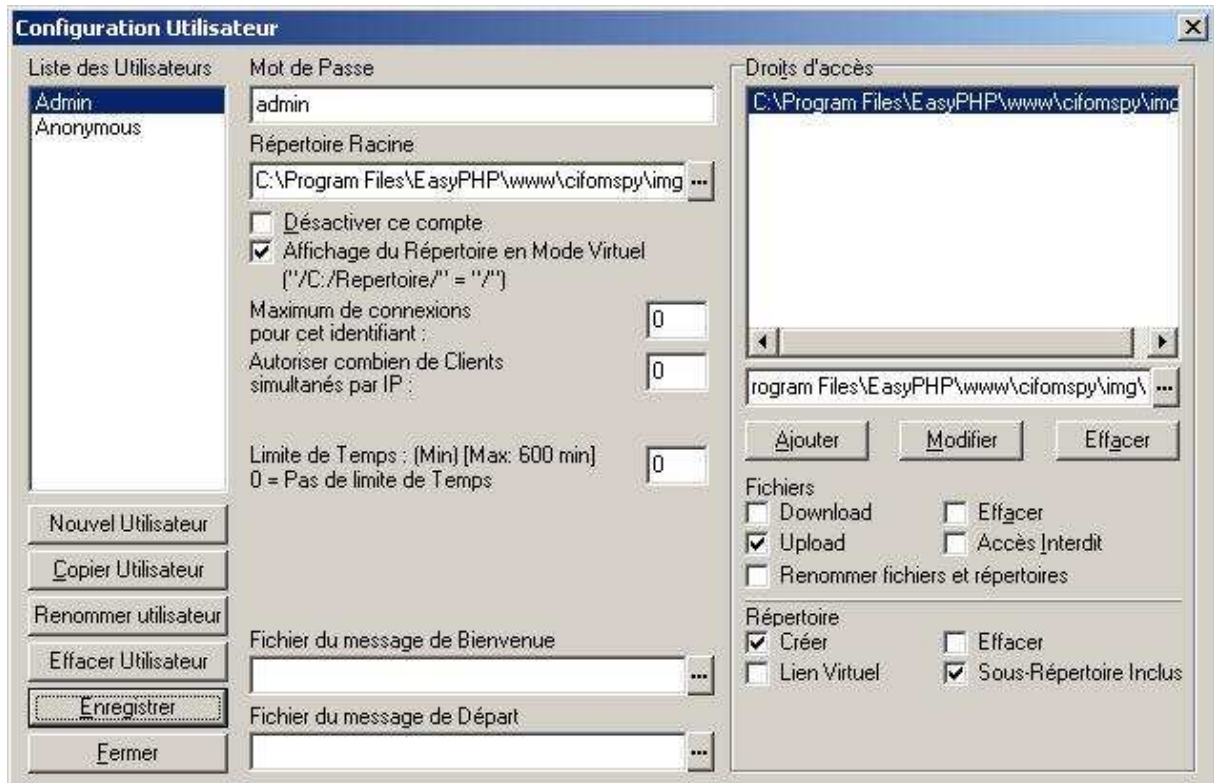 Configuration Utilisateur
Liste des Utilisateurs
Admin
Anonymous
Nouvel Utilisateur
Copier Utilisateur
Renommer utilisateur
Effacer Utilisateur
Enregistrer
Fermer
Mot de Passe
admin
Répertoire Racine
C:\Program Files\EasyPHP\www\cifomspy\img
...
Désactiver ce compte
Affichage du Répertoire en Mode Virtuel
("/C:/Repertoire/" = "/")
Maximum de connexions
pour cet identifiant :
0
Autoriser combien de Clients
simultanés par IP :
0
Limite de Temps : (Min) [Max: 600 min]
0 = Pas de limite de Temps
0
Fichier du message de Bienvenue
...
Fichier du message de Départ
...
Droits d'accès
C:\Program Files\EasyPHP\www\cifomspy\img
rogram Files\EasyPHP\www\cifomspy\img\
...
Ajouter
Modifier
Effacer
Fichiers
Download
Effacer
Upload
Accès Interdit
Renommer fichiers et répertoires
Répertoire
Créer
Effacer
Lien Virtuel
Sous-Répertoire Inclus